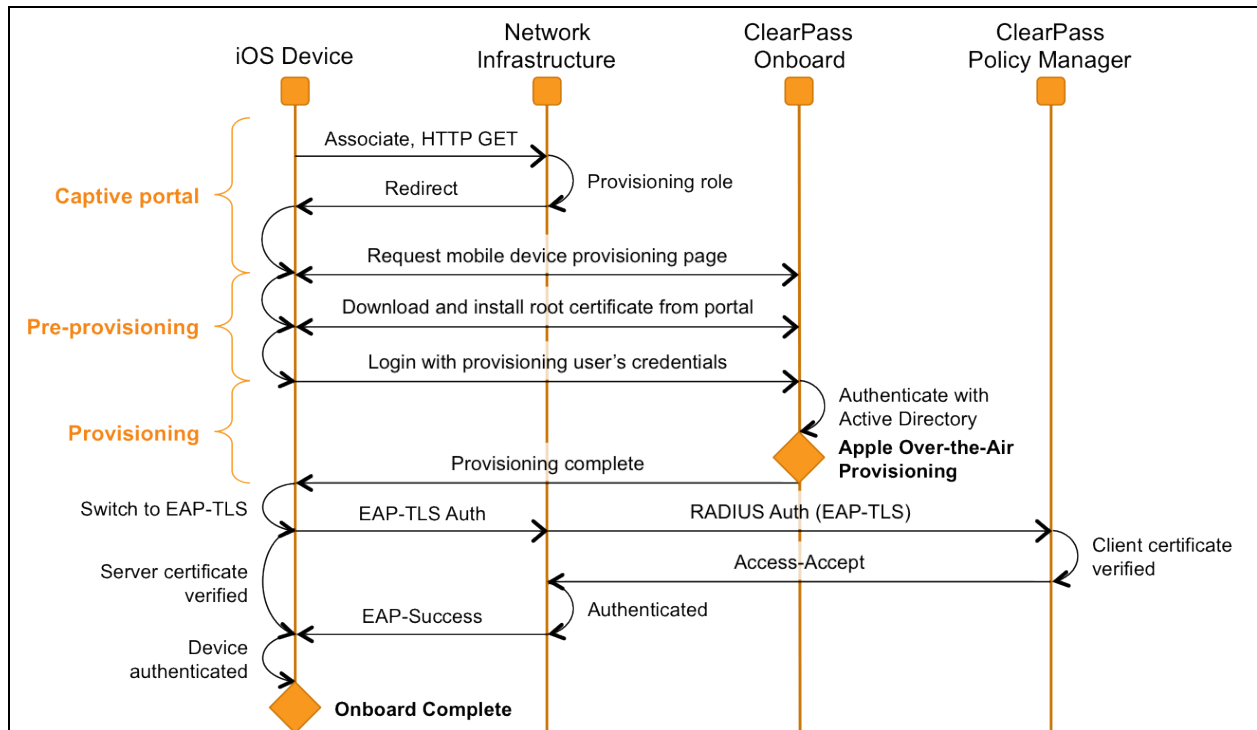 iOS Device
Network
Infrastructure
ClearPass
Onboard
ClearPass
Policy Manager
Captive portal
Associate, HTTP GET
Provisioning role
Redirect
Request mobile device provisioning page
Pre-provisioning
Download and install root certificate from portal
Login with provisioning user’s credentials
Provisioning
Authenticate with
Active Directory
Apple Over-the-Air
Provisioning
Provisioning complete
Switch to EAP-TLS
EAP-TLS Auth
RADIUS Auth (EAP-TLS)
Client certificate
verified
Access-Accept
Server certificate
verified
Authenticated
EAP-Success
Device
authenticated
Onboard Complete